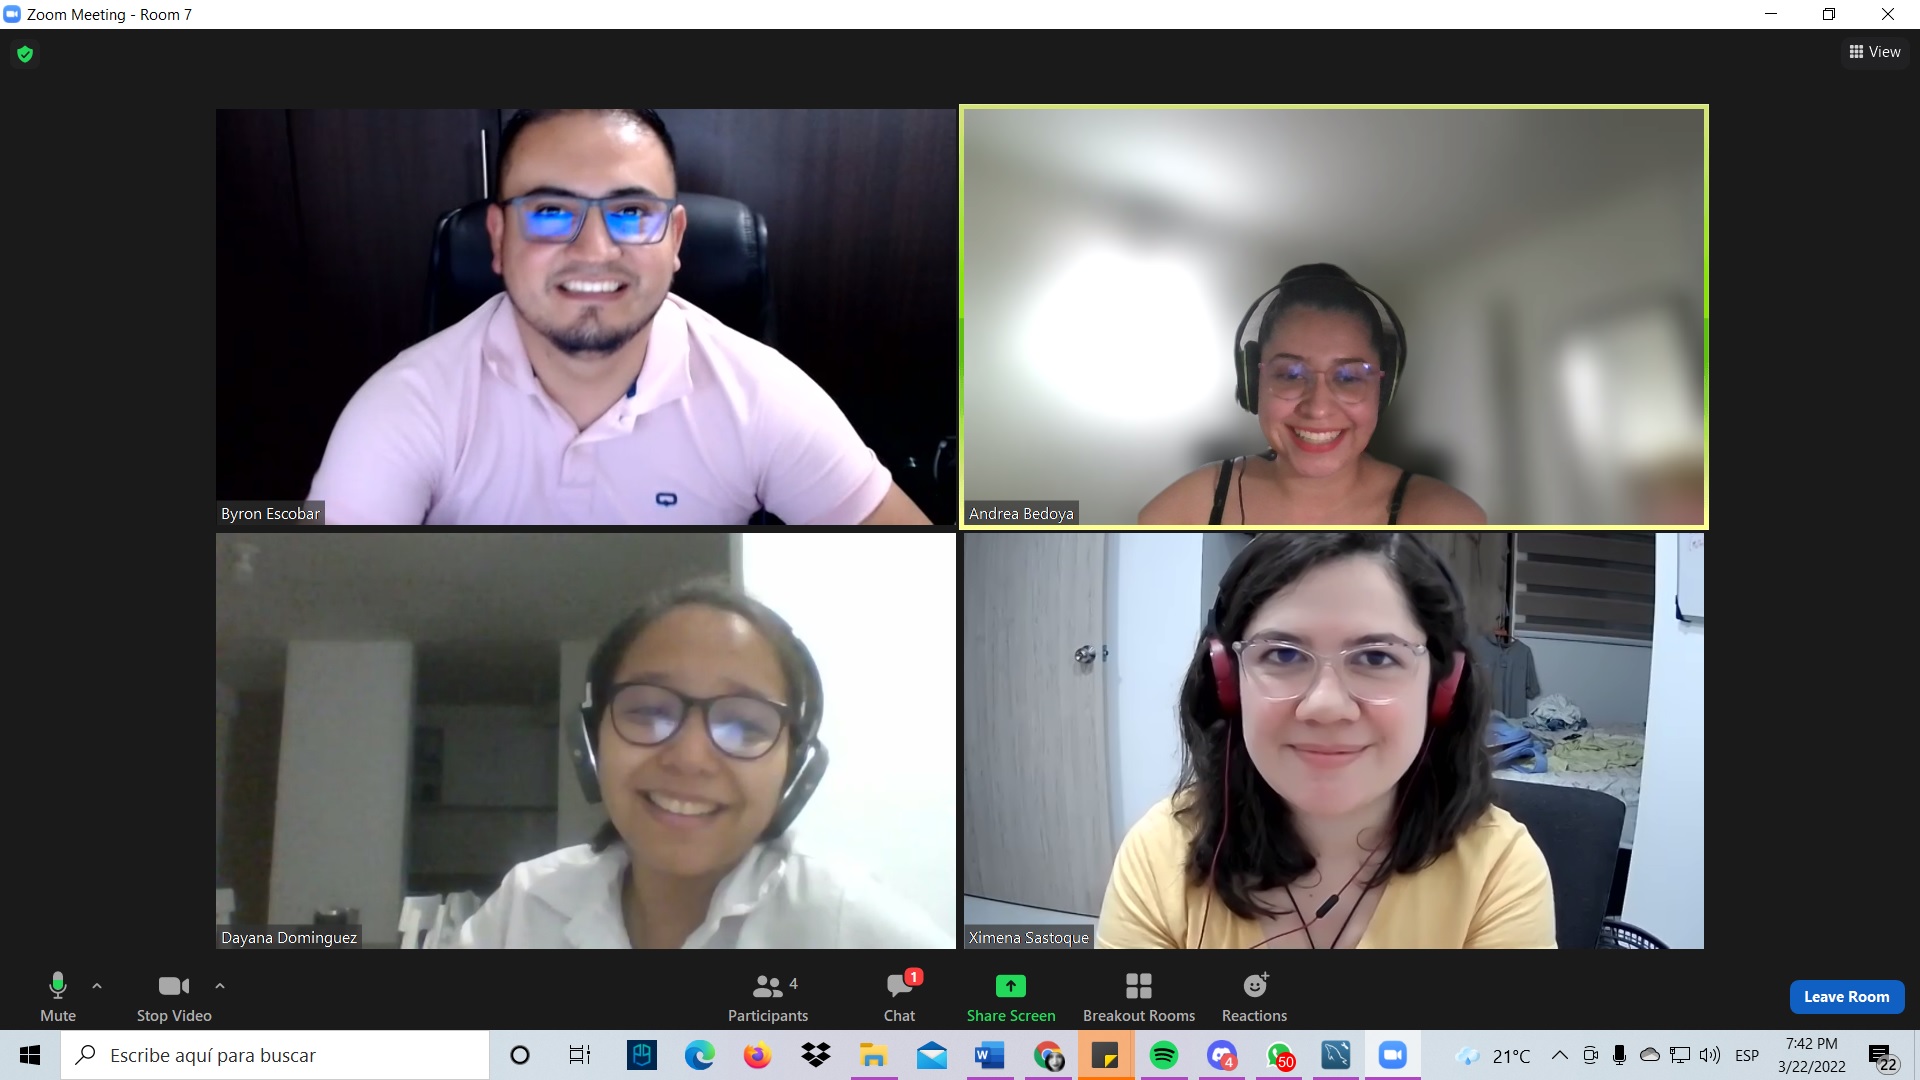 Zoom Meeting - Room 7
View
Byron Escobar
Andrea Bedoya
Dayana Dominguez
Ximena Sastoque
Mute
Stop Video
4
Participants
1
Chat
Share Screen
Breakout Rooms
Reactions
Leave Room
Escribe aquí para buscar
W
4
50
21°C
ESP
7:42 PM
3/22/2022
22